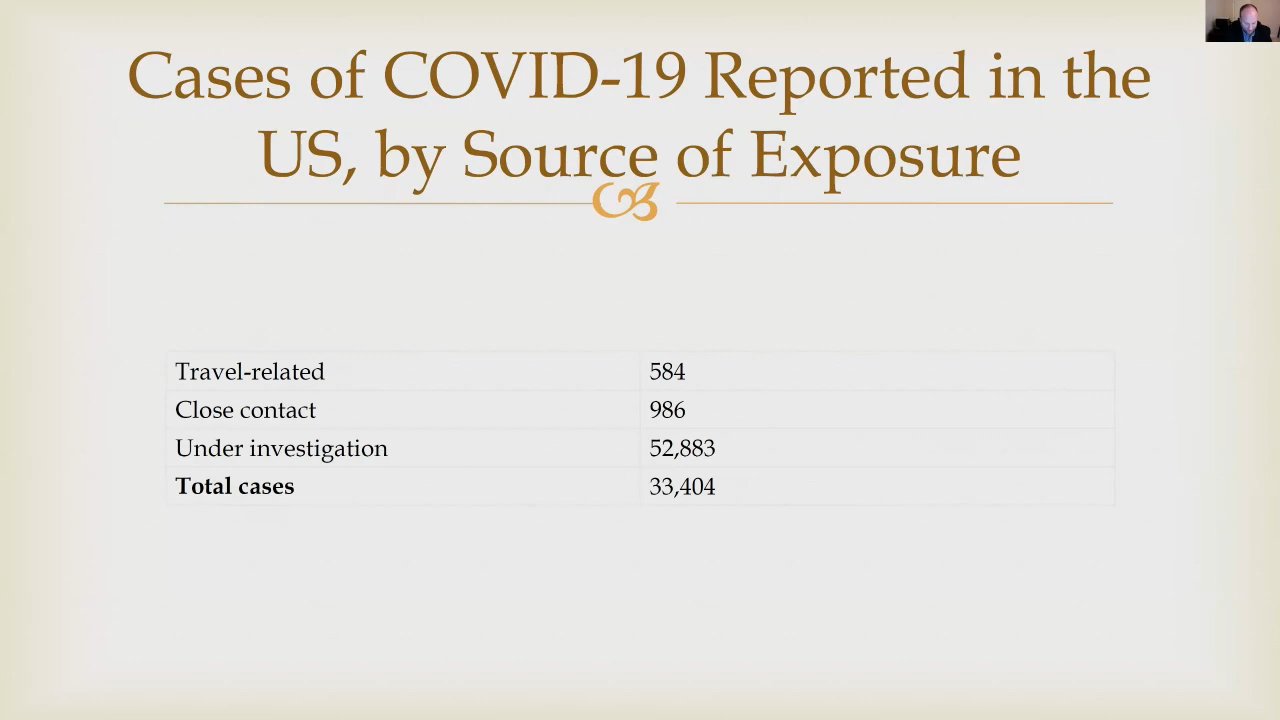 Cases of COVID-19 Reported in the
US, by Source of Exposure
Travel-related 584
Close contact 986
Under investigation 52,883
Total cases 33,404